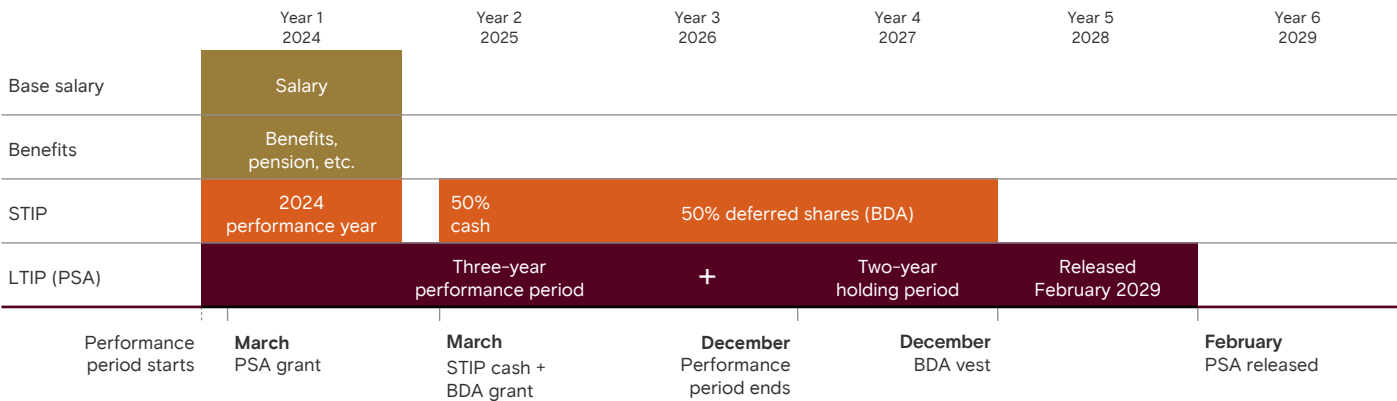 Year 1
2024
Year 2
2025
Year 3
2026
Year 4
2027
Year 5
2028
Year 6
2029
Base salary
Salary
Benefits
Benefits,
pension, etc.
STIP
2024
performance year
50%
cash
50% deferred shares (BDA)
LTIP (PSA)
Three-year
performance period
+
Two-year
holding period
Released
February 2029
Performance
period starts
March
PSA grant
March
STIP cash +
BDA grant
December
Performance
period ends
December
BDA vest
February
PSA released